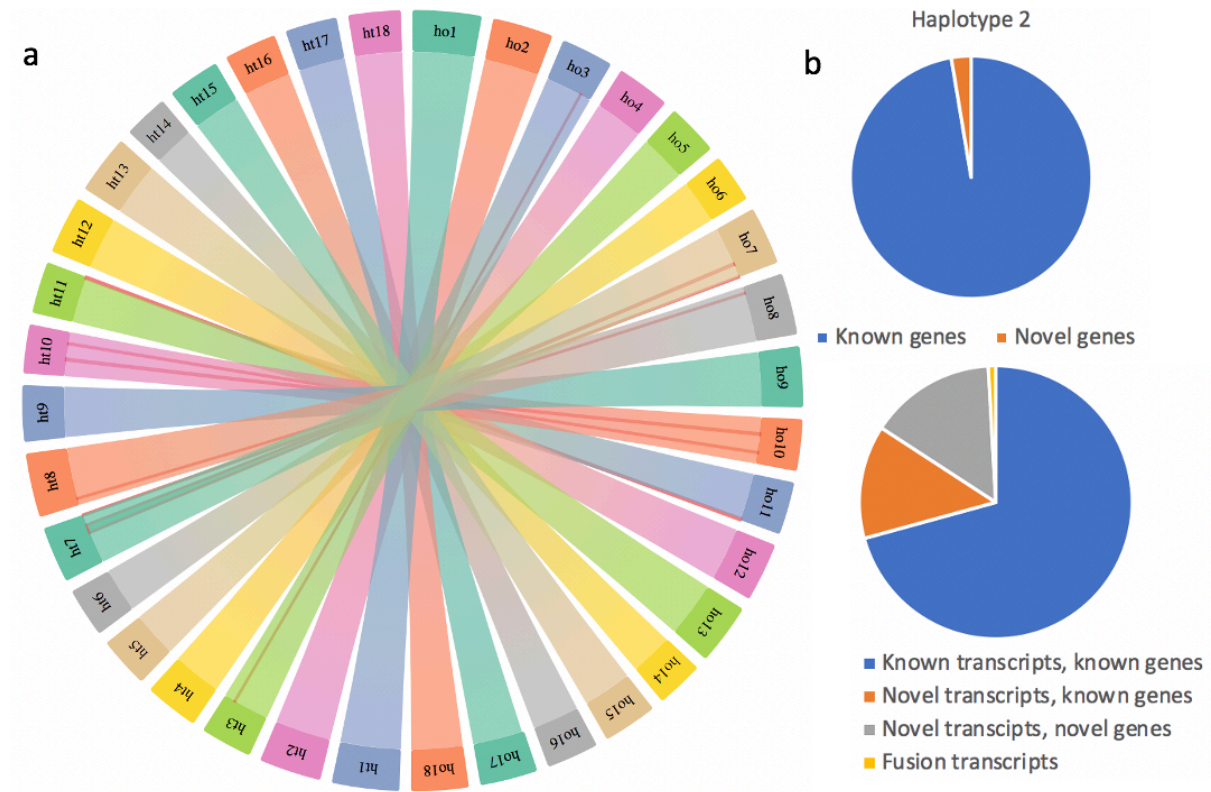 a
ht18
ho1
ho2
ho3
ho4
ho5
ho6
ho7
ho8
ho9
ho10
ho11
ho12
ho13
ho14
ho15
ho16
ho17
ho18
ht1
ht2
ht3
ht4
ht5
ht6
ht7
ht8
ht9
ht10
ht11
ht12
ht13
ht14
ht15
ht16
ht17
b
Haplotype 2
Known genes Novel genes
Known transcripts, known genes
Novel transcripts, known genes
Novel transcipts, novel genes
Fusion transcripts